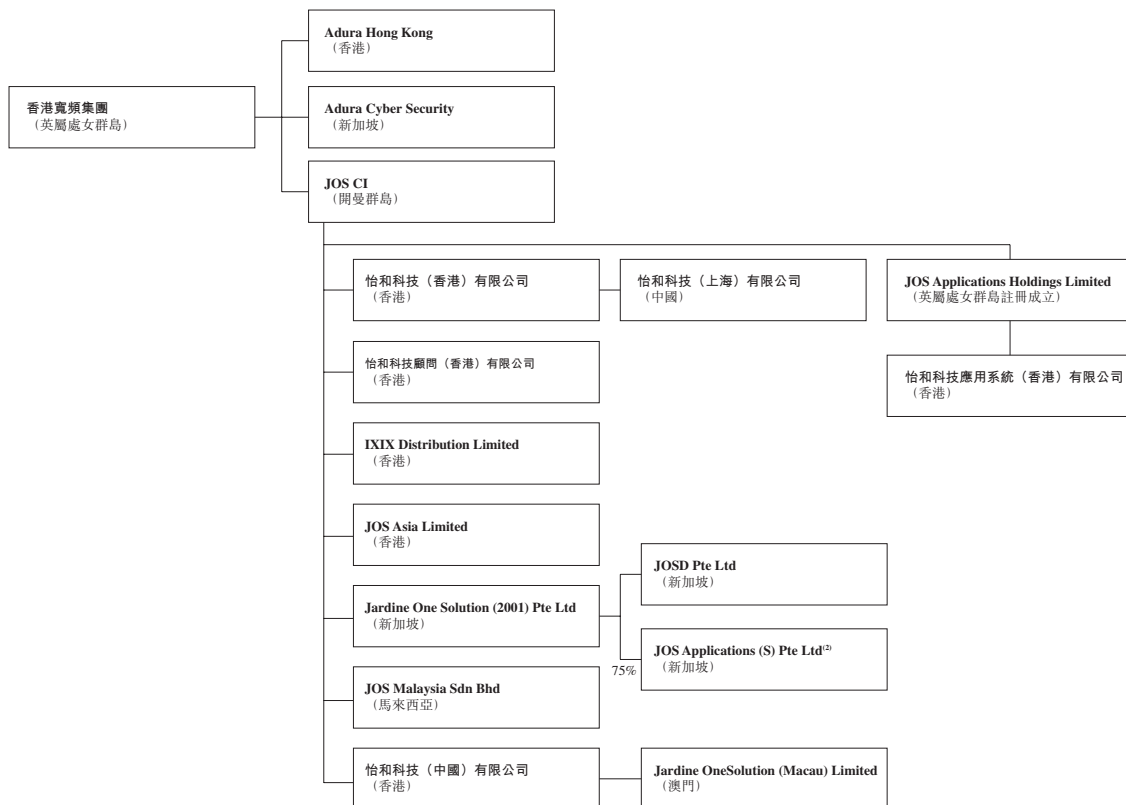 Adura Hong Kong
（香港）
香港寬頻集團
（英屬處女群島）
Adura Cyber Security
（新加坡）
JOS CI
（開曼群島）
怡和科技（香港）有限公司
（香港）
怡和科技（上海）有限公司
（中國）
JOS Applications Holdings Limited
（英屬處女群島註冊成立）
怡和科技顧問（香港）有限公司
（香港）
怡和科技應用系統（香港）有限公司
（香港）
IXIX Distribution Limited
（香港）
JOS Asia Limited
（香港）
JOSD Pte Ltd
（新加坡）
Jardine One Solution (2001) Pte Ltd
（新加坡）
JOS Applications (S) Pte Ltd(2)
（新加坡）
75%
JOS Malaysia Sdn Bhd
（馬來西亞）
怡和科技（中國）有限公司
（香港）
Jardine OneSolution (Macau) Limited
（澳門）